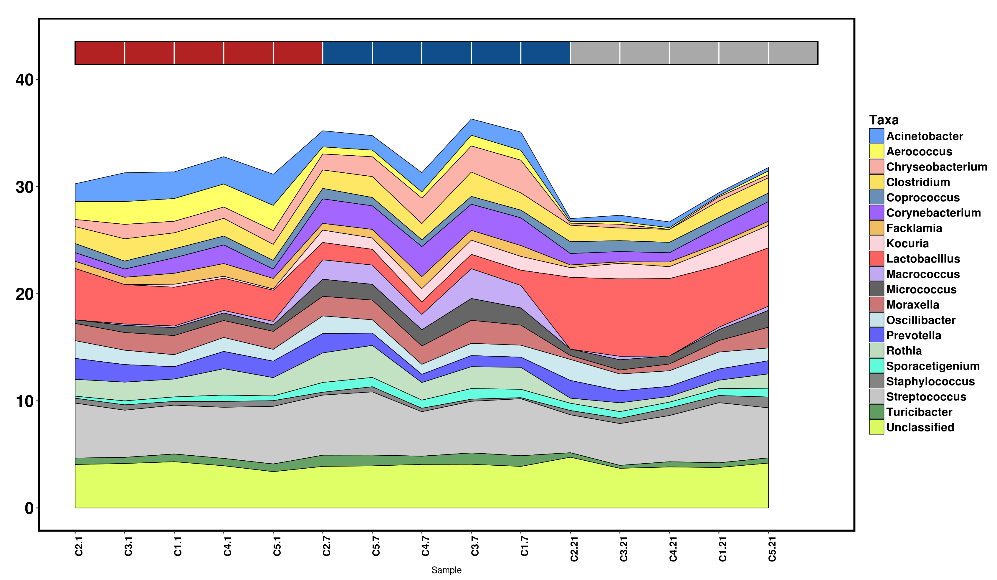 40
30
20
10
0
C2.1
C3.1
C1.1
C4.1
C5.1
C2.7
C5.7
C4.7
C3.7
C1.7
C2.21
C3.21
C4.21
C1.21
C5.21
Sample
Taxa
Acinetobacter
Aerococcus
Chryseobacterium
Clostridium
Coprococcus
Corynebacterium
Facklamia
Kocuria
Lactobacillus
Macrococcus
Micrococcus
Moraxella
Oscillibacter
Prevotella
Rothia
Sporacetigenium
Staphylococcus
Streptococcus
Turicibacter
Unclassified